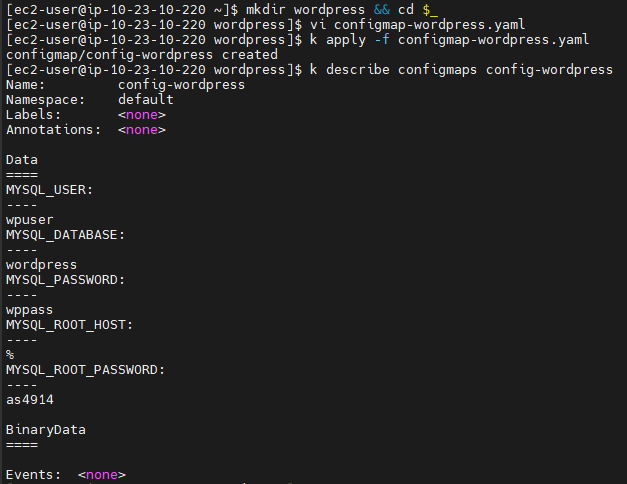 [ec2-user@ip-10-23-10-220 ~]$ mkdir wordpress && cd $_
[ec2-user@ip-10-23-10-220 wordpress]$ vi configmap-wordpress.yaml
[ec2-user@ip-10-23-10-220 wordpress]$ k apply -f configmap-wordpress.yaml
configmap/config-wordpress created
[ec2-user@ip-10-23-10-220 wordpress]$ k describe configmaps config-wordpress
Name:         config-wordpress
Namespace:    default
Labels:       <none>
Annotations:  <none>

Data
====
MYSQL_USER:
----
wpuser
MYSQL_DATABASE:
----
wordpress
MYSQL_PASSWORD:
----
wppass
MYSQL_ROOT_HOST:
----
%
MYSQL_ROOT_PASSWORD:
----
as4914

BinaryData
====

Events:  <none>